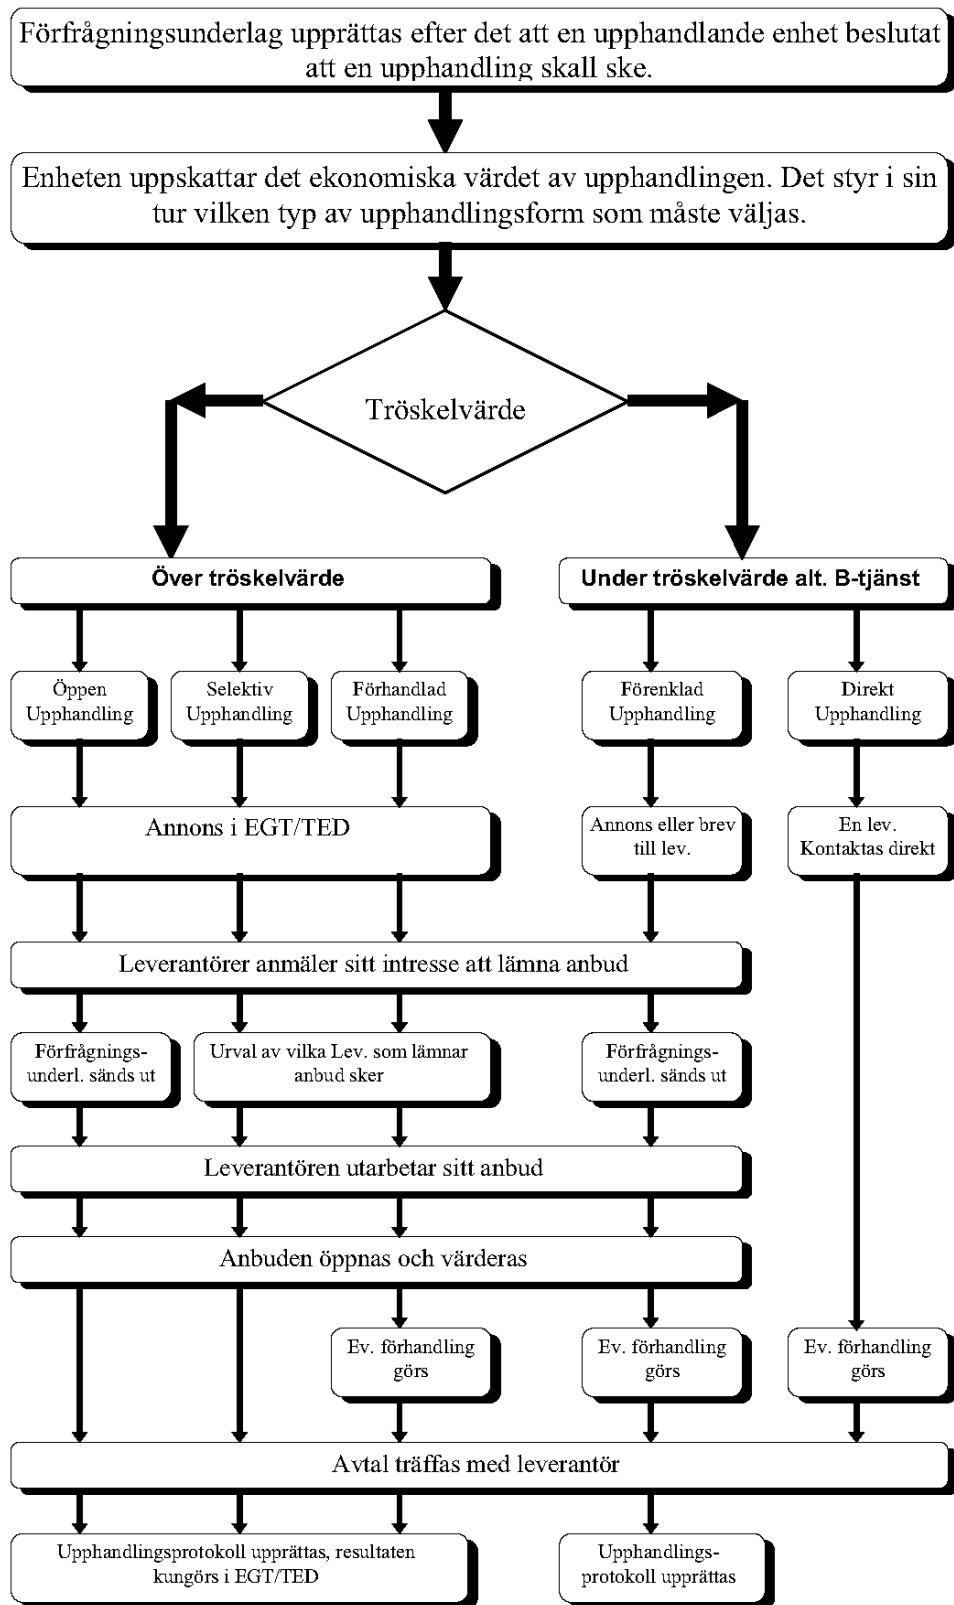 Förfrågningsunderlag upprättas efter det att en upphandlande enhet beslutat
att en upphandling skall ske.
Enheten uppskattar det ekonomiska värdet av upphandlingen. Det styr i sin
tur vilken typ av upphandlingsform som måste väljas.
Tröskelvärde
Över tröskelvärde
Under tröskelvärde alt. B-tjänst
Öppen
Upphandling
Selektiv
Upphandling
Förhandlad
Upphandling
Förenklad
Upphandling
Direkt
Upphandling
Annons i EGT/TED
Annons eller brev
till lev.
En lev.
Kontaktas direkt
Leverantörer anmäler sitt intresse att lämna anbud
Förfrågnings-
underl. sänds ut
Urval av vilka Lev. som lämnar
anbud sker
Förfrågnings-
underl. sänds ut
Leverantören utarbetar sitt anbud
Anbuden öppnas och värderas
Ev. förhandling
görs
Ev. förhandling
görs
Ev. förhandling
görs
Avtal träffas med leverantör
Upphandlingsprotokoll upprättas, resultaten
kungörs i EGT/TED
Upphandlings-
protokoll upprättas